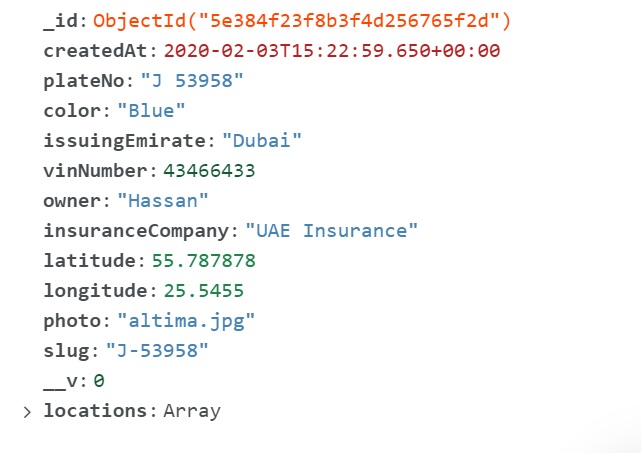 _id: ObjectId("5e384f23f8b3f4d256765f2d")
createdAt: 2020-02-03T15:22:59.650+00:00
plateNo: "J 53958"
color: "Blue"
issuingEmirate: "Dubai"
vinNumber: 43466433
owner: "Hassan"
insuranceCompany: "UAE Insurance"
latitude: 55.787878
longitude: 25.5455
photo: "altima.jpg"
slug: "J-53958"
__v: 0
> locations: Array